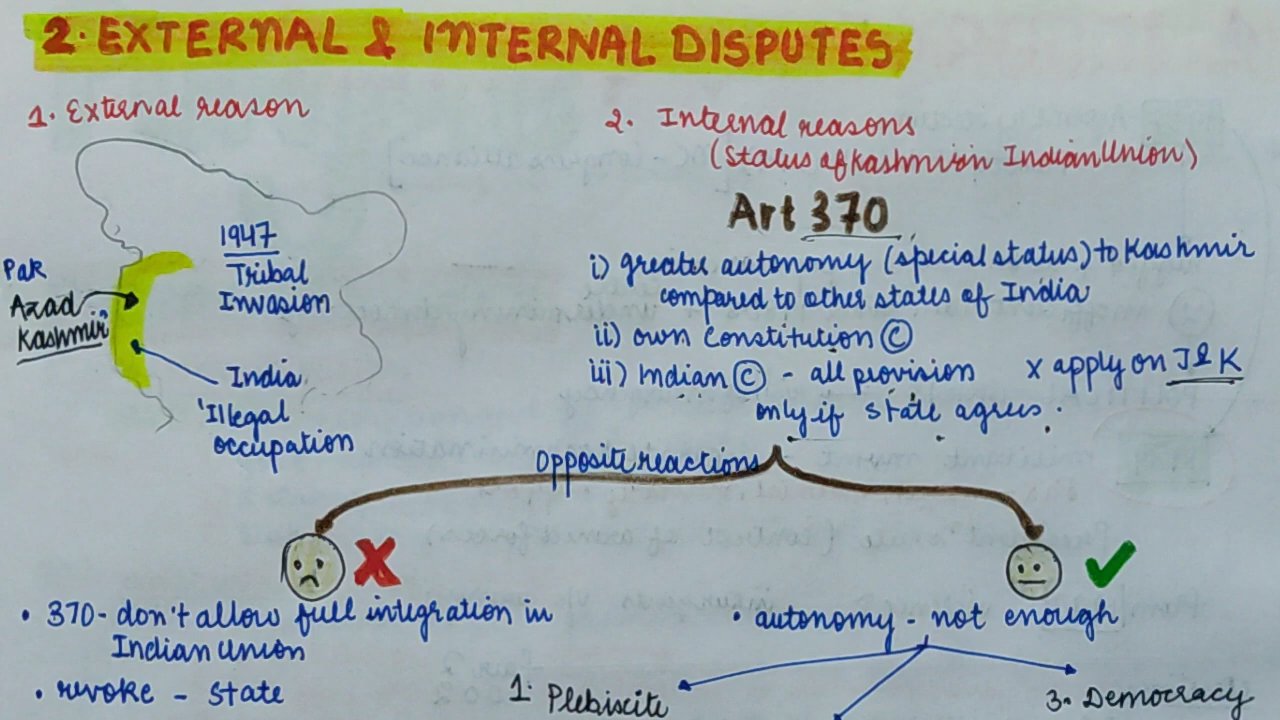 2. EXTERNAL & INTERNAL DISPUTES
1. External reason
1947
Tribal
Invasion
Pak
Azad
Kashmir
India
'Illegal
occupation
2. Internal reasons
(Status of Kashmir in Indian Union)
Art 370
i) greater autonomy (special status) to Kashmir
compared to other states of India
ii) own Constitution ©
iii) Indian © - all provision x apply on J&K
only if state agrees.
Opposite reactions
• 370 - don't allow full integration in
Indian Union
• revoke - State
• autonomy - not enough
1. Plebiscite
3. Democracy